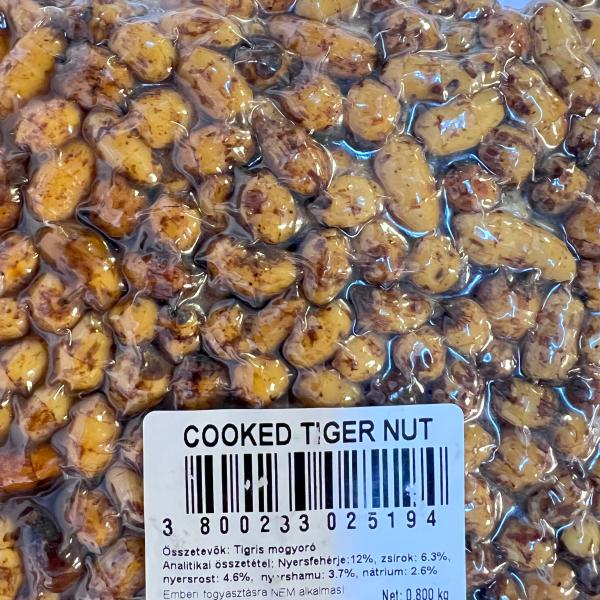 COOKED TIGER NUT
3 800233 025194
Összetevők: Tigris mogyoró
Analitikai összetétel: Nyersfehérje:12%, zsírok: 6.3%,
nyersrost: 4.6%, nyershamu: 3.7%, nátrium: 2.6%
Emberi fogyasztásra NEM alkalmas!
Net: 0.800 kg